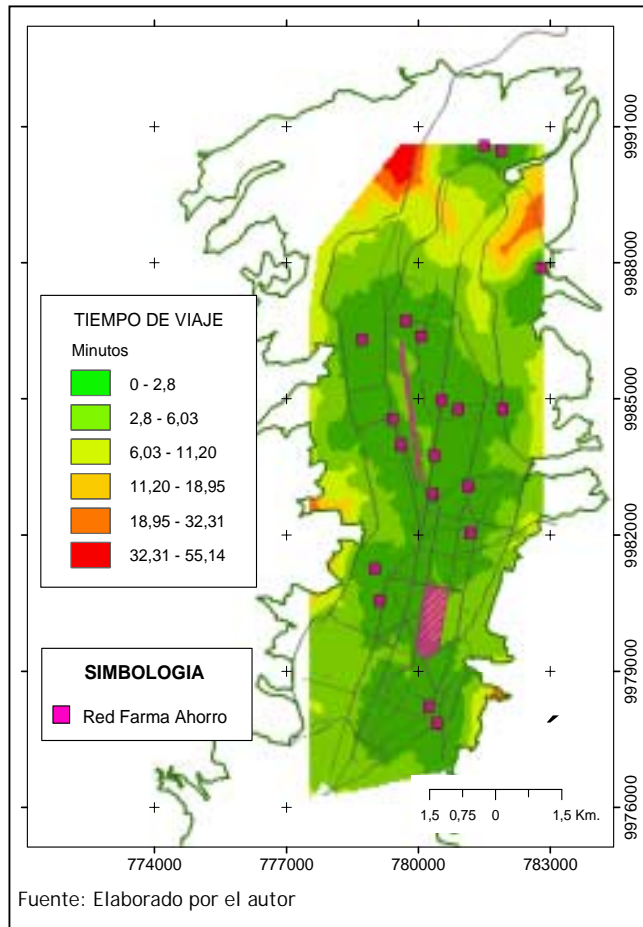 TIEMPO DE VIAJE
Minutos
0 - 2,8
2,8 - 6,03
6,03 - 11,20
11,20 - 18,95
18,95 - 32,31
32,31 - 55,14
SIMBOLOGIA
Red Farma Ahorro
9991000
9988000
9985000
9982000
9979000
9976000
1,5 0,75 0 1,5 Km.
774000 777000 780000 783000
Fuente: Elaborado por el autor